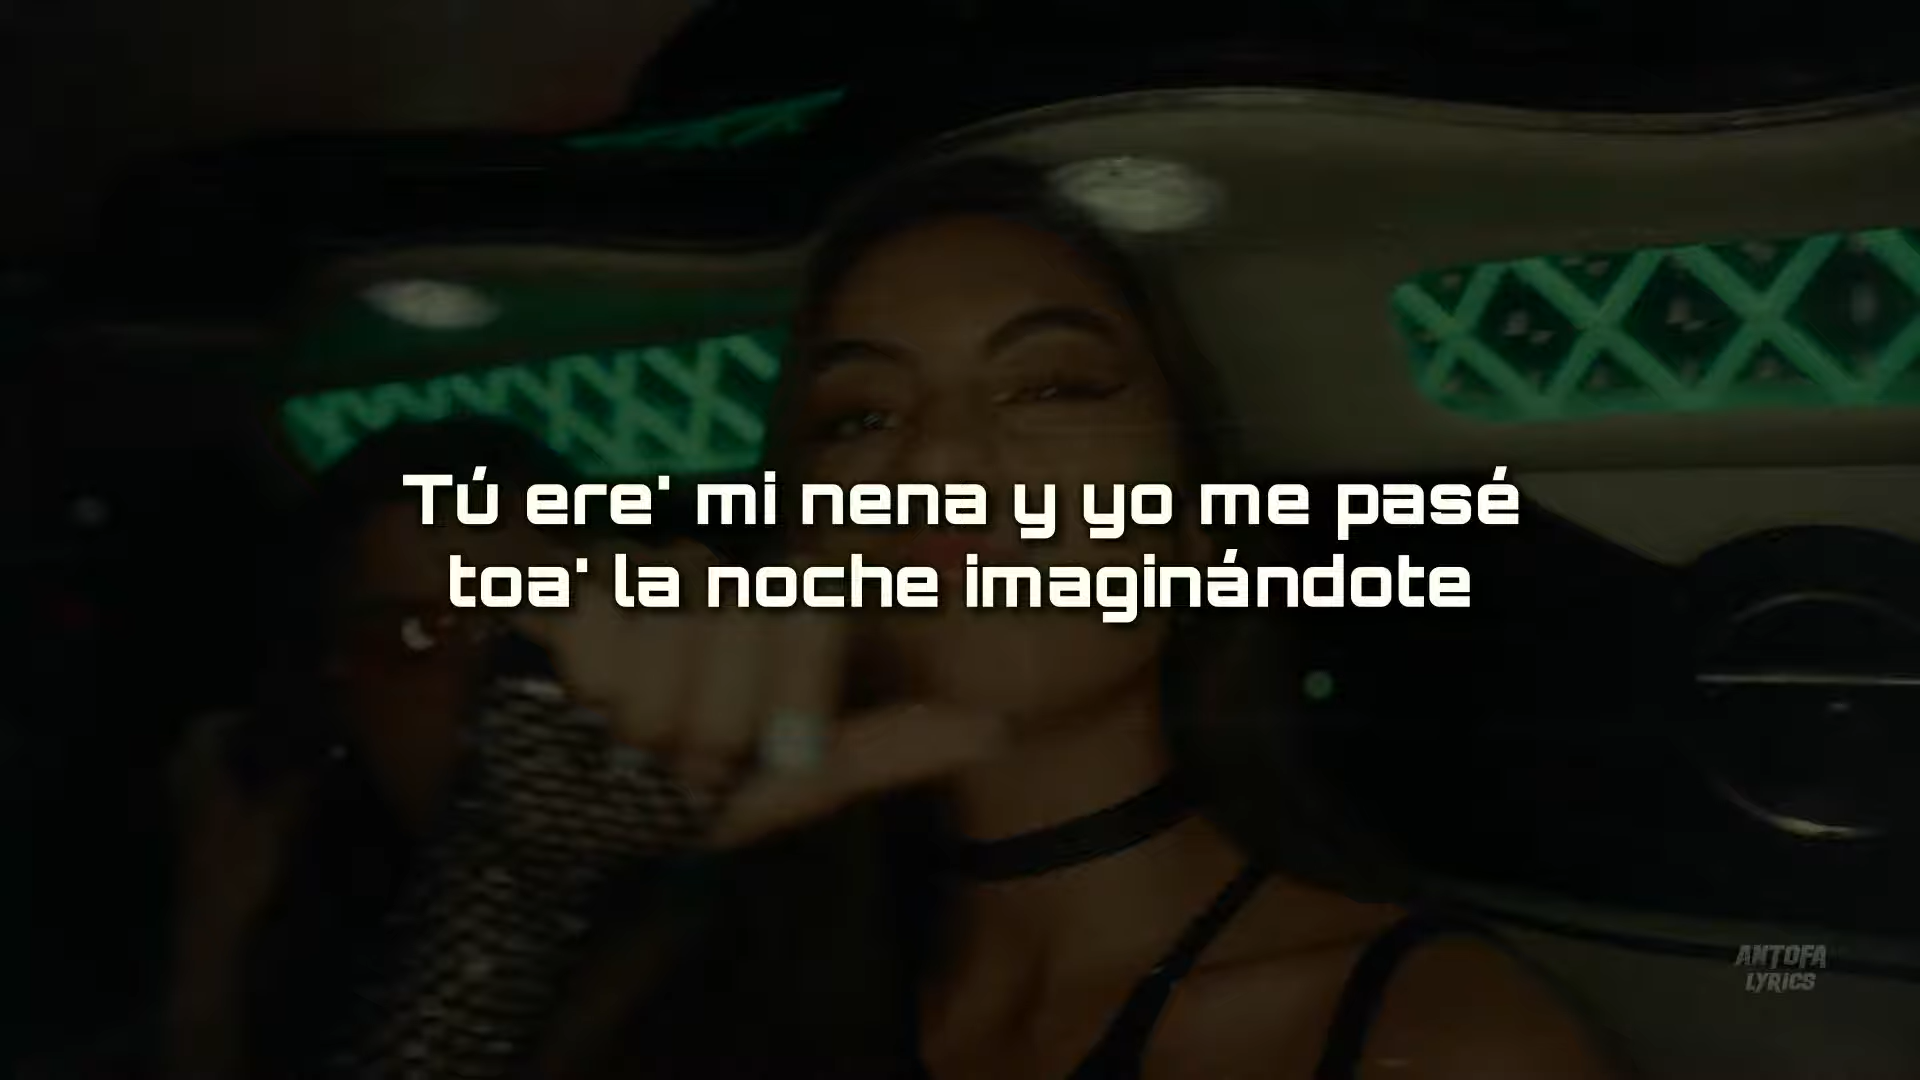 Tú ere' mi nena y yo me pasé
toa' la noche imaginándote
ANTOFA
LYRICS